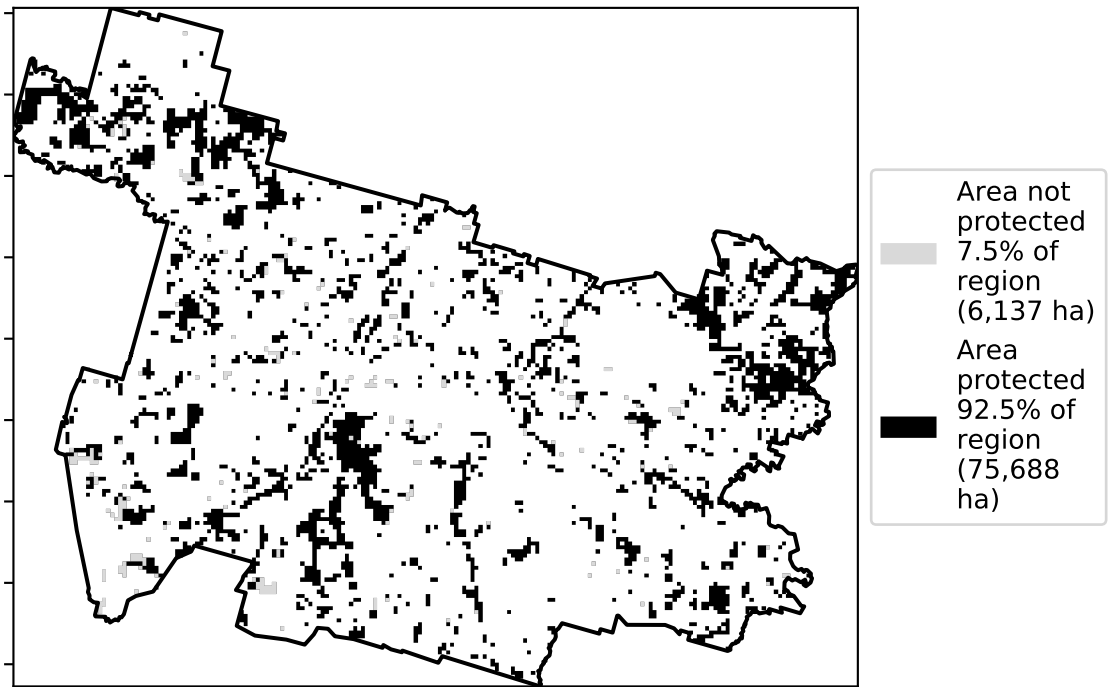 Area not
protected
7.5% of
region
(6,137 ha)
Area
protected
92.5% of
region
(75,688
ha)